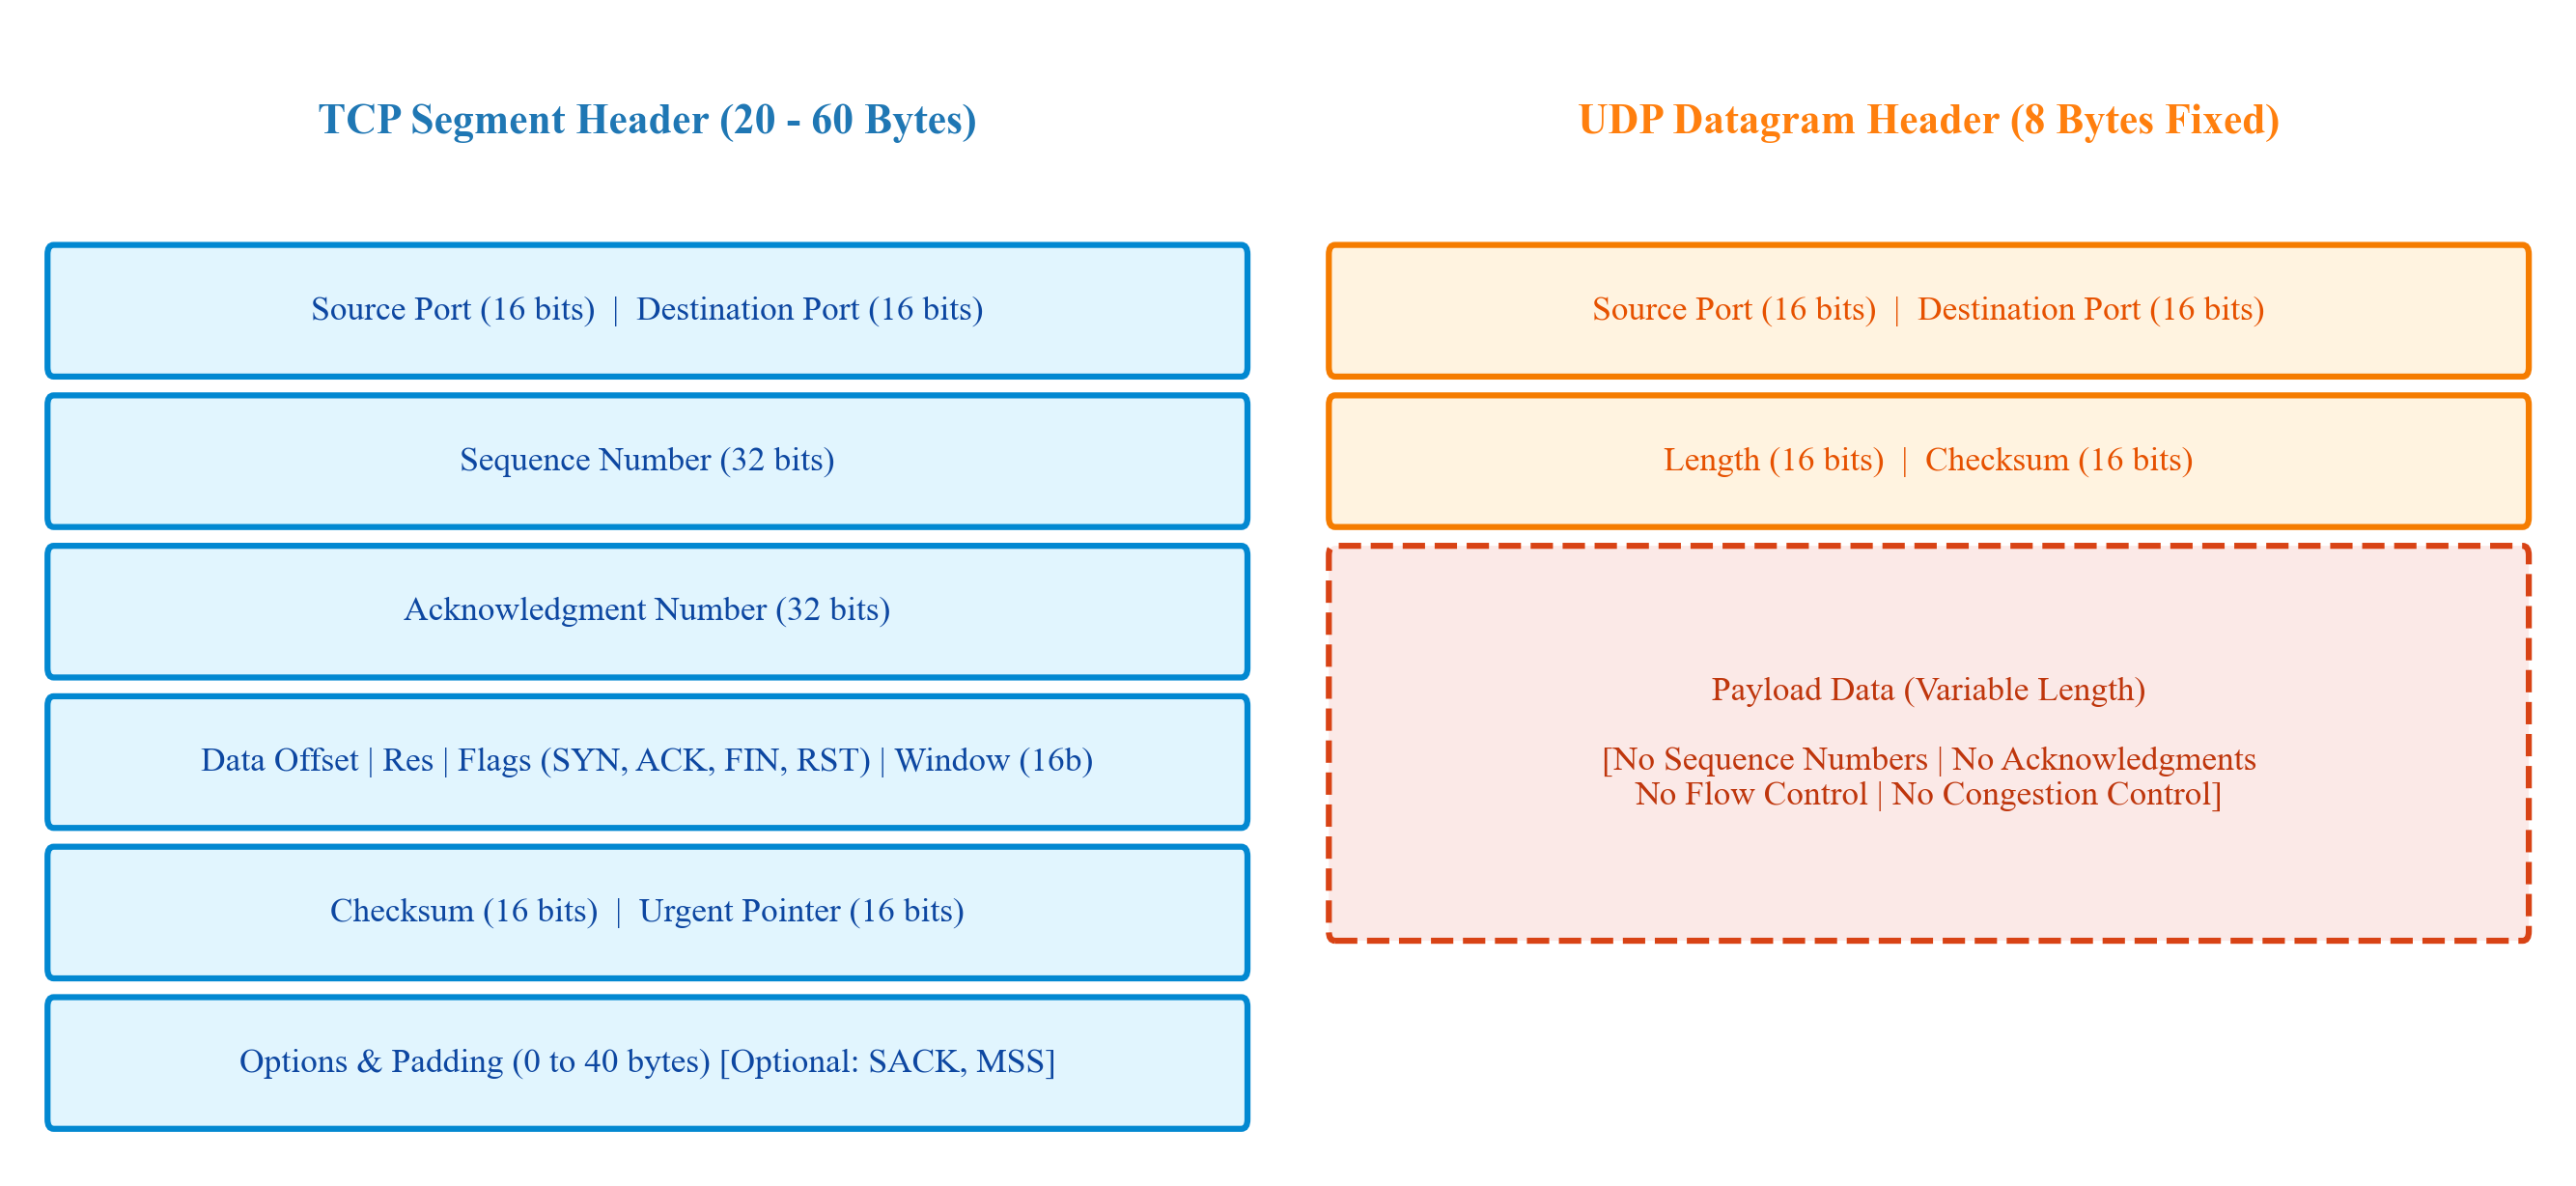 TCP Segment Header (20 - 60 Bytes)
Source Port (16 bits) | Destination Port (16 bits)
Sequence Number (32 bits)
Acknowledgment Number (32 bits)
Data Offset | Res | Flags (SYN, ACK, FIN, RST) | Window (16b)
Checksum (16 bits) | Urgent Pointer (16 bits)
Options & Padding (0 to 40 bytes) [Optional: SACK, MSS]
UDP Datagram Header (8 Bytes Fixed)
Source Port (16 bits) | Destination Port (16 bits)
Length (16 bits) | Checksum (16 bits)
Payload Data (Variable Length)
[No Sequence Numbers | No Acknowledgments
No Flow Control | No Congestion Control]